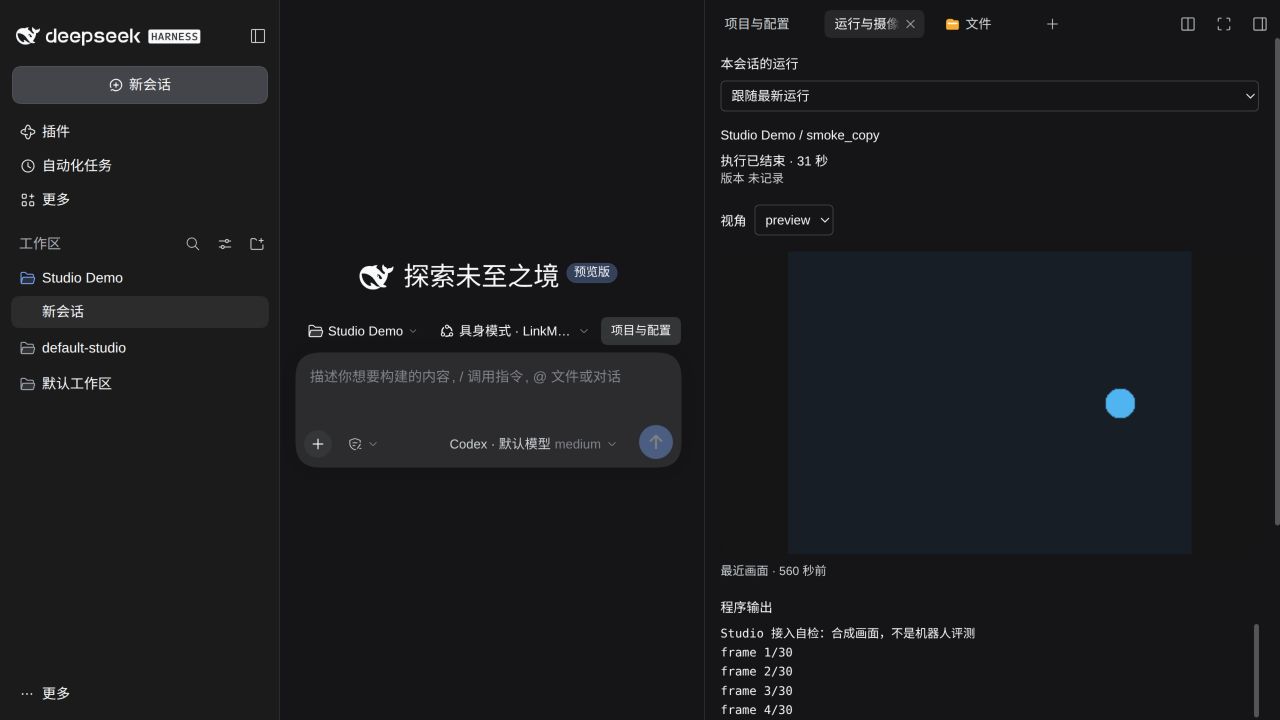 deepseek HARNESS
新会话
插件
自动化任务
更多
工作区
Studio Demo
新会话
default-studio
默认工作区
更多
探索未至之境 预览版
Studio Demo 具身模式 · LinkM... 项目与配置
描述你想要构建的内容, / 调用指令, @ 文件或对话
Codex · 默认模型 medium
项目与配置 运行与摄像 文件
本会话的运行
跟随最新运行
Studio Demo / smoke_copy
执行已结束 · 31 秒
版本 未记录
视角 preview
最近画面 · 560 秒前
程序输出
Studio 接入自检: 合成画面, 不是机器人评测
frame 1/30
frame 2/30
frame 3/30
frame 4/30